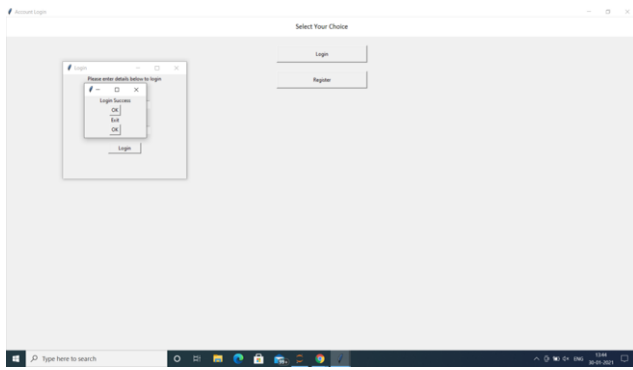 Account Login
Select Your Choice
Login
Register
Login
Please enter details below to login
Login Success
OK
Exit
OK
Login
Type here to search
ENG
13:44
30-01-2021